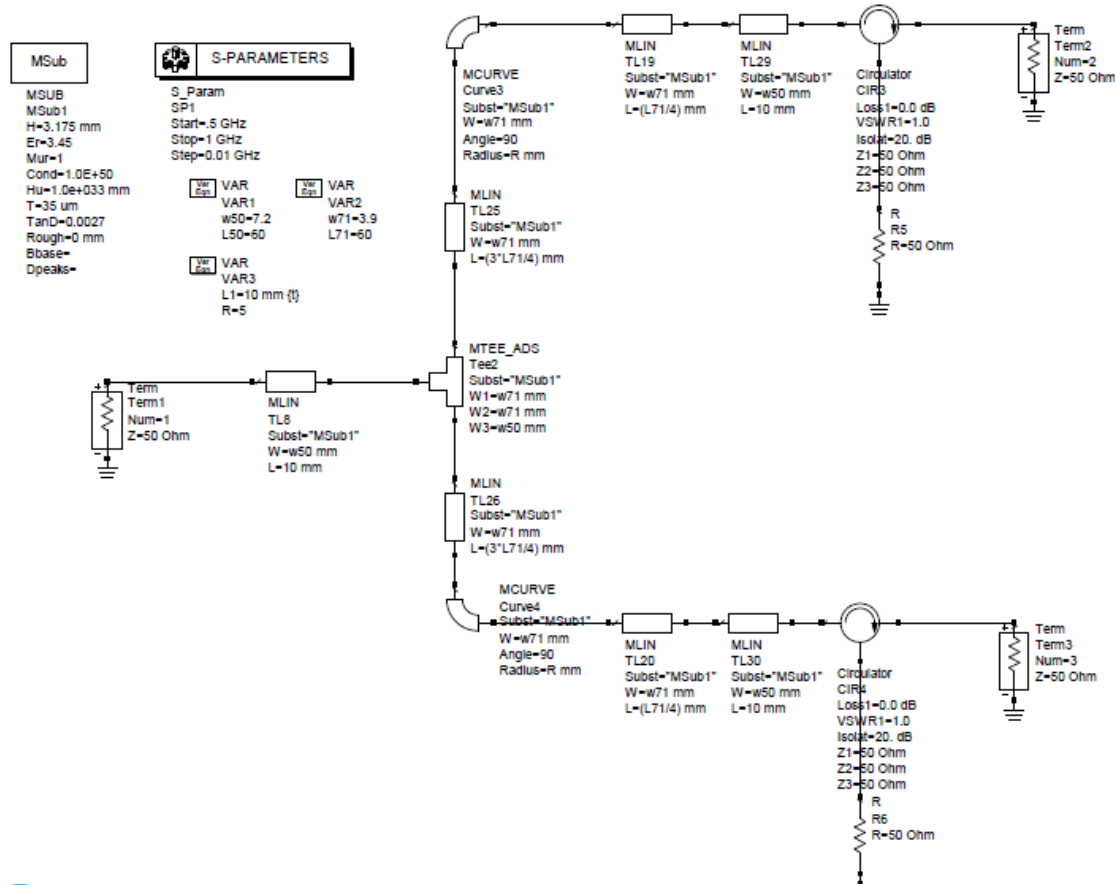 MSub
MSUB
MSub1
H=3.175 mm
Er=3.45
Mur=1
Cond=1.0E+50
Hu=1.0e+033 mm
T=35 um
TanD=0.0027
Rough=0 mm
Bbase=
Dpeaks=
S-PARAMETERS
S_Param
SP1
Start=.5 GHz
Stop=1 GHz
Step=0.01 GHz
Var
Eqn
VAR
VAR1
w50=7.2
L50=60
Var
Eqn
VAR
VAR2
w71=3.9
L71=60
Var
Eqn
VAR
VAR3
L1=10 mm {t}
R=5
MCURVE
Curve3
Subst="MSub1"
W=w71 mm
Angle=90
Radius=R mm
MLIN
TL19
Subst="MSub1"
W=w71 mm
L=(L71/4) mm
MLIN
TL29
Subst="MSub1"
W=w50 mm
L=10 mm
Circulator
CIR3
Loss1=0.0 dB
VSWR1=1.0
Isolat=20. dB
Z1=50 Ohm
Z2=50 Ohm
Z3=50 Ohm
Term
Term2
Num=2
Z=50 Ohm
R
R5
R=50 Ohm
MLIN
TL25
Subst="MSub1"
W=w71 mm
L=(3*L71/4) mm
MTEE_ADS
Tee2
Subst="MSub1"
W1=w71 mm
W2=w71 mm
W3=w50 mm
Term
Term1
Num=1
Z=50 Ohm
MLIN
TL8
Subst="MSub1"
W=w50 mm
L=10 mm
MLIN
TL26
Subst="MSub1"
W=w71 mm
L=(3*L71/4) mm
MCURVE
Curve4
Subst="MSub1"
W=w71 mm
Angle=90
Radius=R mm
MLIN
TL20
Subst="MSub1"
W=w71 mm
L=(L71/4) mm
MLIN
TL30
Subst="MSub1"
W=w50 mm
L=10 mm
Circulator
CIR4
Loss1=0.0 dB
VSWR1=1.0
Isolat=20. dB
Z1=50 Ohm
Z2=50 Ohm
Z3=50 Ohm
Term
Term3
Num=3
Z=50 Ohm
R
R6
R=50 Ohm